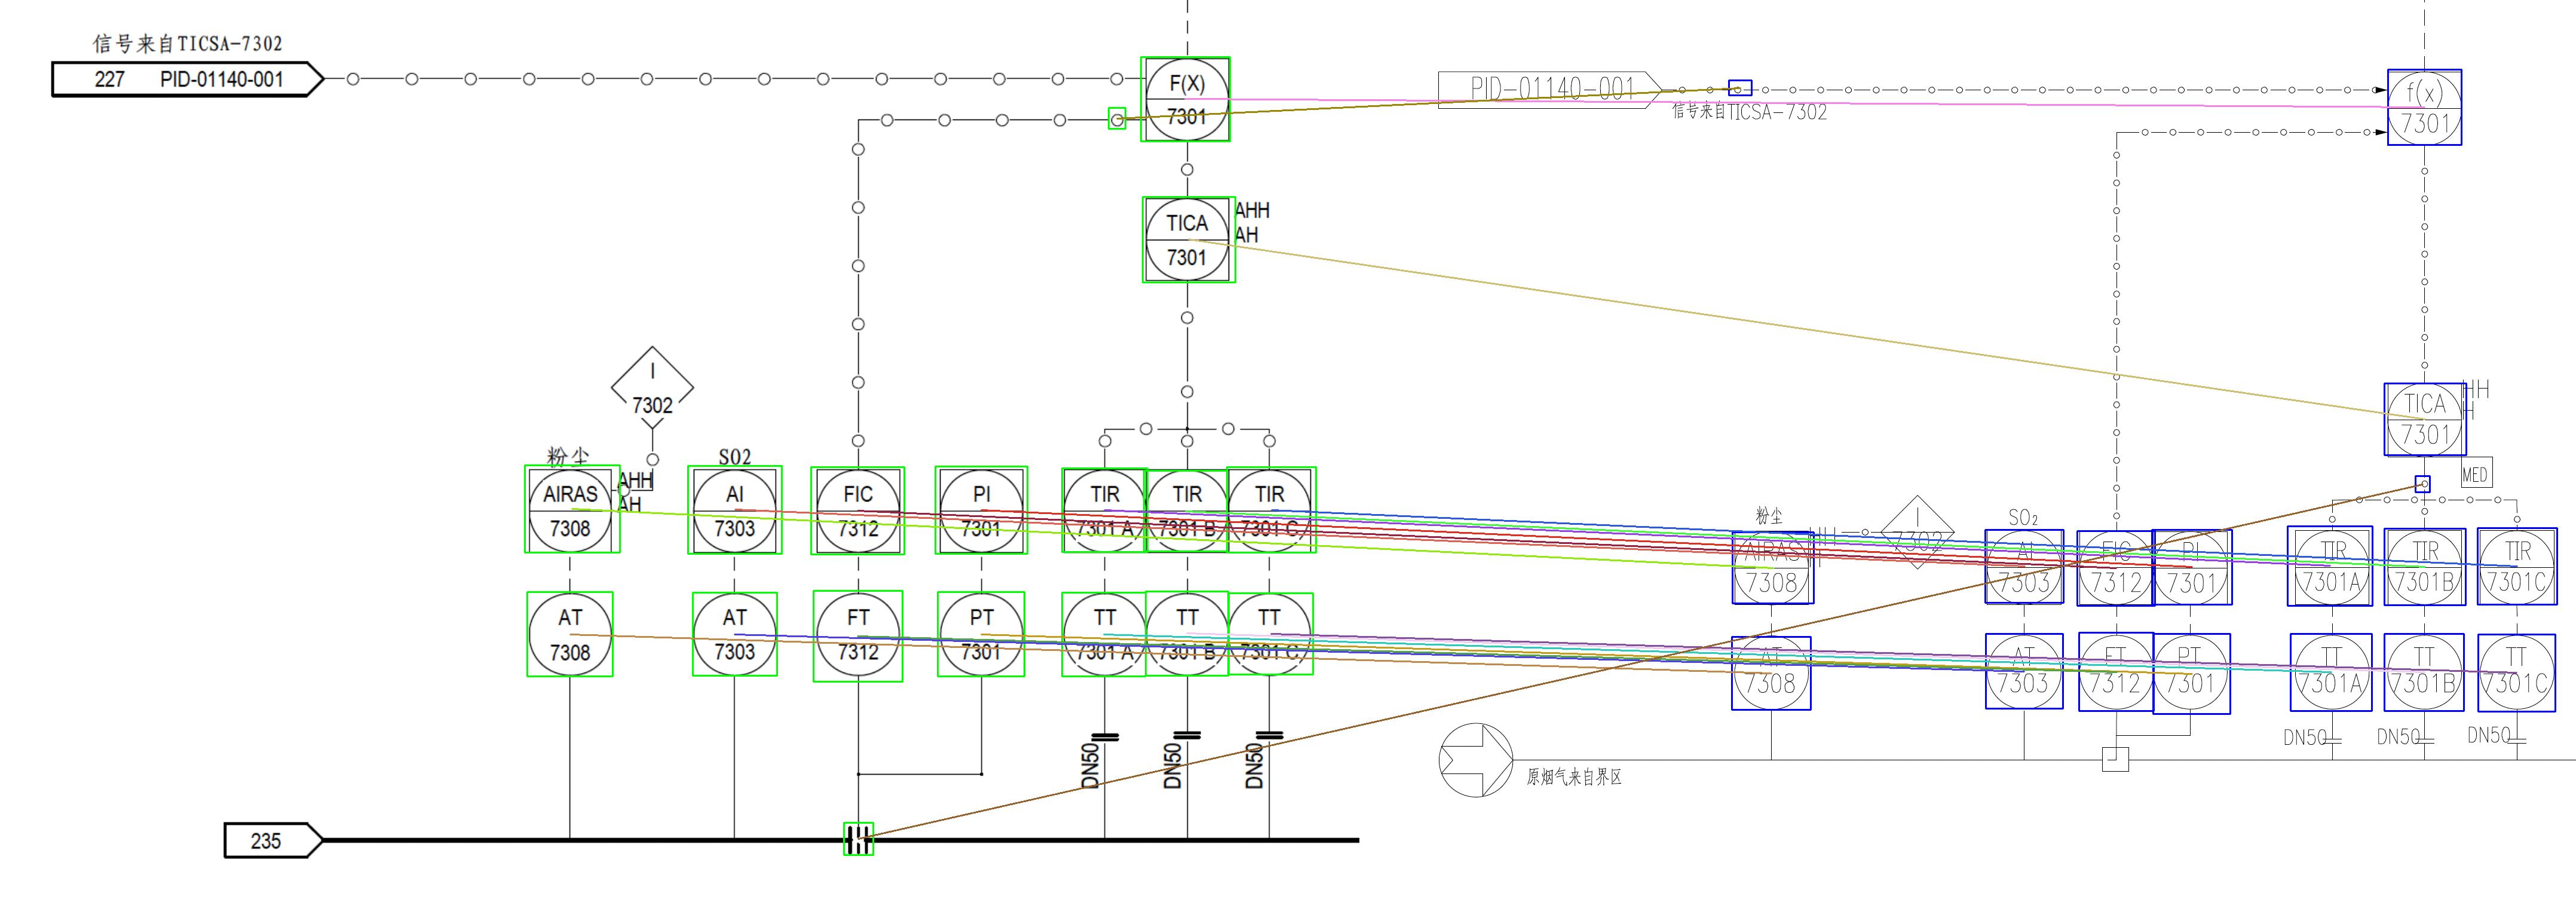 信号来自TICSA-7302
227 PID-01140-001
F(X)
7301
TICA
7301
AHH
AH
I
7302
粉尘
SO2
AHH
AH
AIRAS
7308
AI
7303
FIC
7312
PI
7301
TIR
7301 A
TIR
7301 B
TIR
7301 C
AT
7308
AT
7303
FT
7312
PT
7301
TT
7301 A
TT
7301 B
TT
7301 C
DN50
DN50
DN50
235
PID-01140-001
信号来自TICSA-7302
f(x)
7301
TICA
7301
HH
H
MED
粉尘
HH
H
I
7302
SO₂
AIRAS
7308
AI
7303
FIC
7312
PI
7301
TIR
7301A
TIR
7301B
TIR
7301C
AT
7308
AT
7303
FT
7312
PT
7301
TT
7301A
TT
7301B
TT
7301C
DN50
DN50
DN50
原烟气来自界区